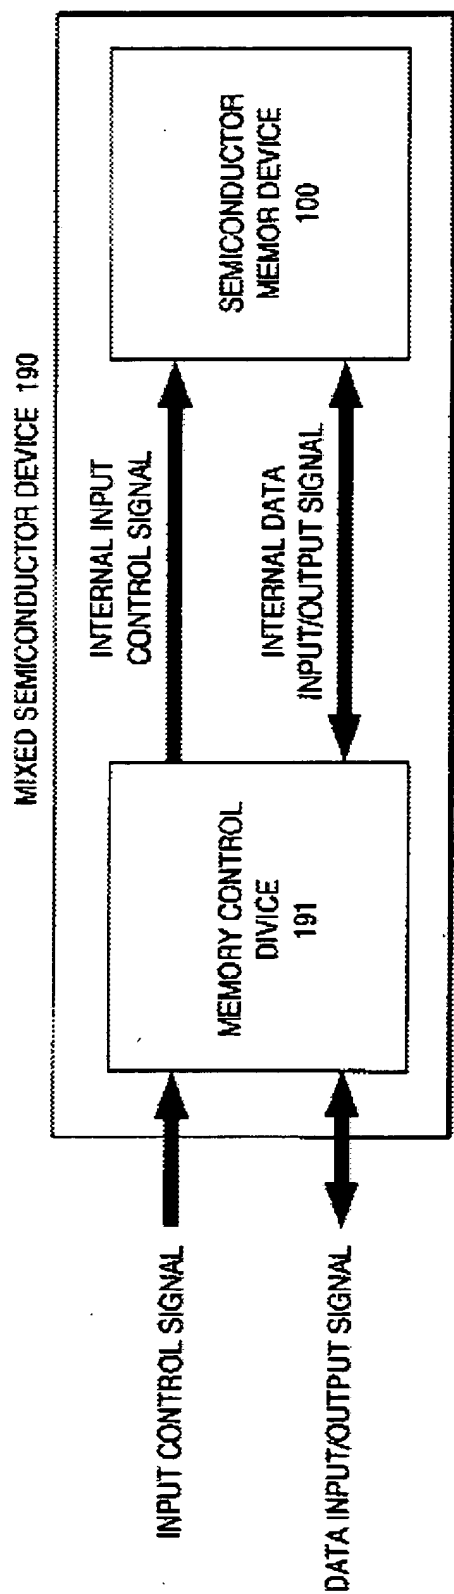 MIXED SEMICONDUCTOR DEVICE 190
INPUT CONTROL SIGNAL
DATA INPUT/OUTPUT SIGNAL
MEMORY CONTROL
DIVICE
191
INTERNAL INPUT
CONTROL SIGNAL
INTERNAL DATA
INPUT/OUTPUT SIGNAL
SEMICONDUCTOR
MEMOR DEVICE
100